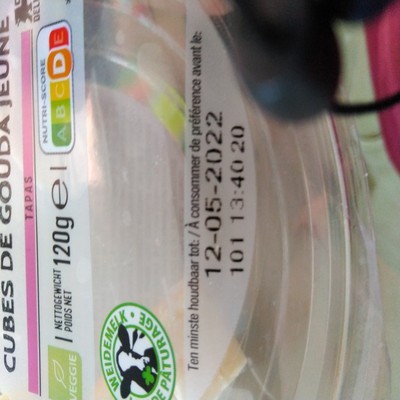 CUBES DE GOUDA JEUNE
TAPAS
NETTOGEWICHT
POIDS NET
120g e
NUTRI-SCORE
A B C D E
VEGGIE
WEIDEMELK
DE PÂTURAGE
Ten minste houdbaar tot: / À consommer de préférence avant le:
12-05-2022
101 13:40 20